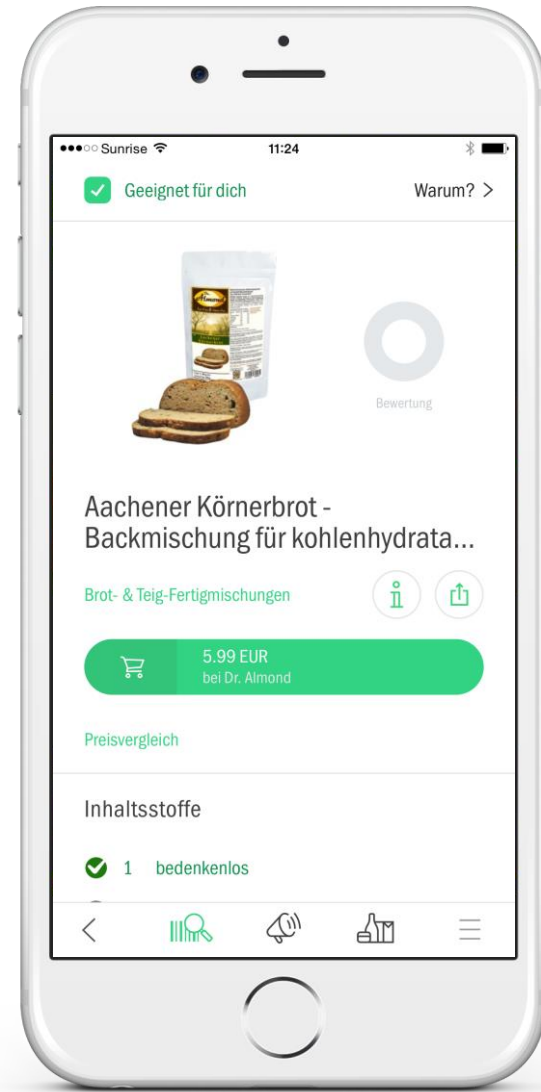 Sunrise 11:24
Geeignet für dich Warum? >
Almond
Bewertung
Aachener Körnerbrot -
Backmischung für kohlenhydrata...
Brot- & Teig-Fertigmischungen
5.99 EUR
bei Dr. Almond
Preisvergleich
Inhaltsstoffe
1 bedenkenlos